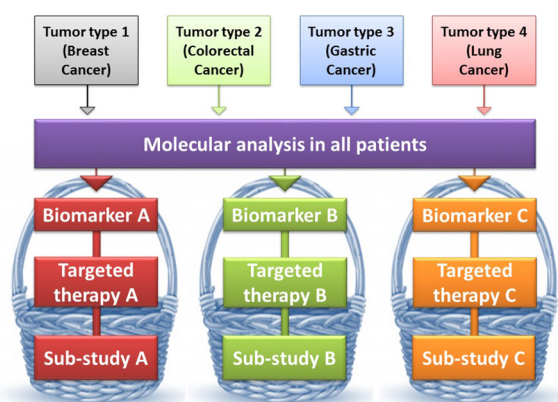 Tumor type 1
(Breast
Cancer)
Tumor type 2
(Colorectal
Cancer)
Tumor type 3
(Gastric
Cancer)
Tumor type 4
(Lung
Cancer)
Molecular analysis in all patients
Biomarker A
Biomarker B
Biomarker C
Targeted
therapy A
Targeted
therapy B
Targeted
therapy C
Sub-study A
Sub-study B
Sub-study C